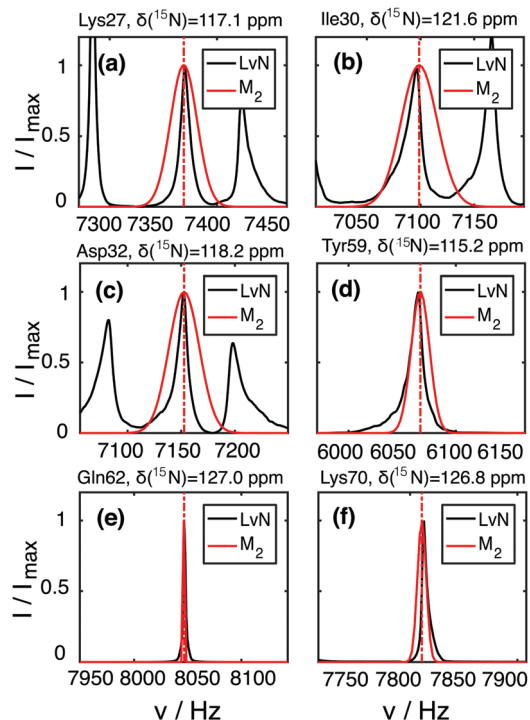 Lys27, δ(¹⁵N)=117.1 ppm
Ile30, δ(¹⁵N)=121.6 ppm
(a)
LvN
M₂
(b)
LvN
M₂
I / Iₘₐₓ
1
0.5
0
7300 7350 7400 7450
7050 7100 7150
Asp32, δ(¹⁵N)=118.2 ppm
Tyr59, δ(¹⁵N)=115.2 ppm
(c)
LvN
M₂
(d)
LvN
M₂
I / Iₘₐₓ
1
0.5
0
7100 7150 7200
6000 6050 6100 6150
Gln62, δ(¹⁵N)=127.0 ppm
Lys70, δ(¹⁵N)=126.8 ppm
(e)
LvN
M₂
(f)
LvN
M₂
I / Iₘₐₓ
1
0.5
0
7950 8000 8050 8100
7750 7800 7850 7900
ν / Hz
ν / Hz